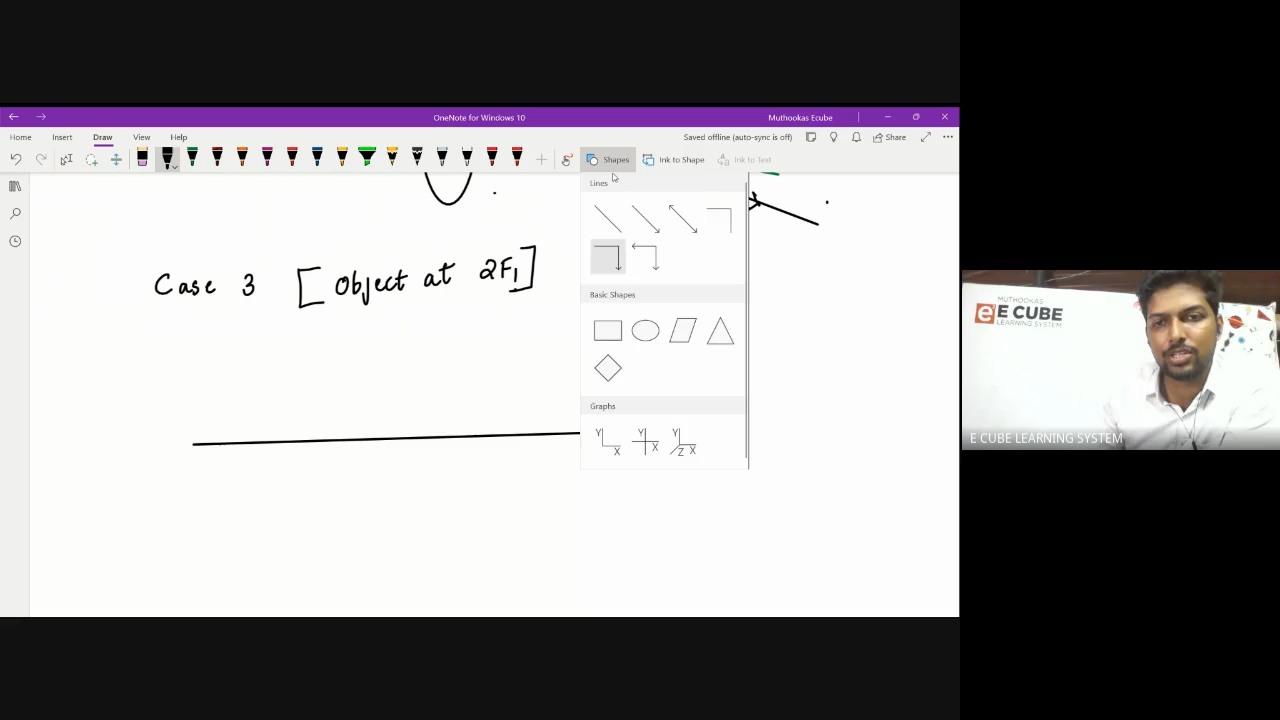 OneNote for Windows 10
Muthookas Ecube
Home Insert Draw View Help
Saved offline (auto-sync is off)
Share
Shapes
Ink to Shape
Ink to Text
Lines
Case 3 [Object at 2F1]
Basic Shapes
Graphs
Y X
Y X
Y Z X
MUTHOOKAS
E CUBE
LEARNING SYSTEM
E CUBE LEARNING SYSTEM